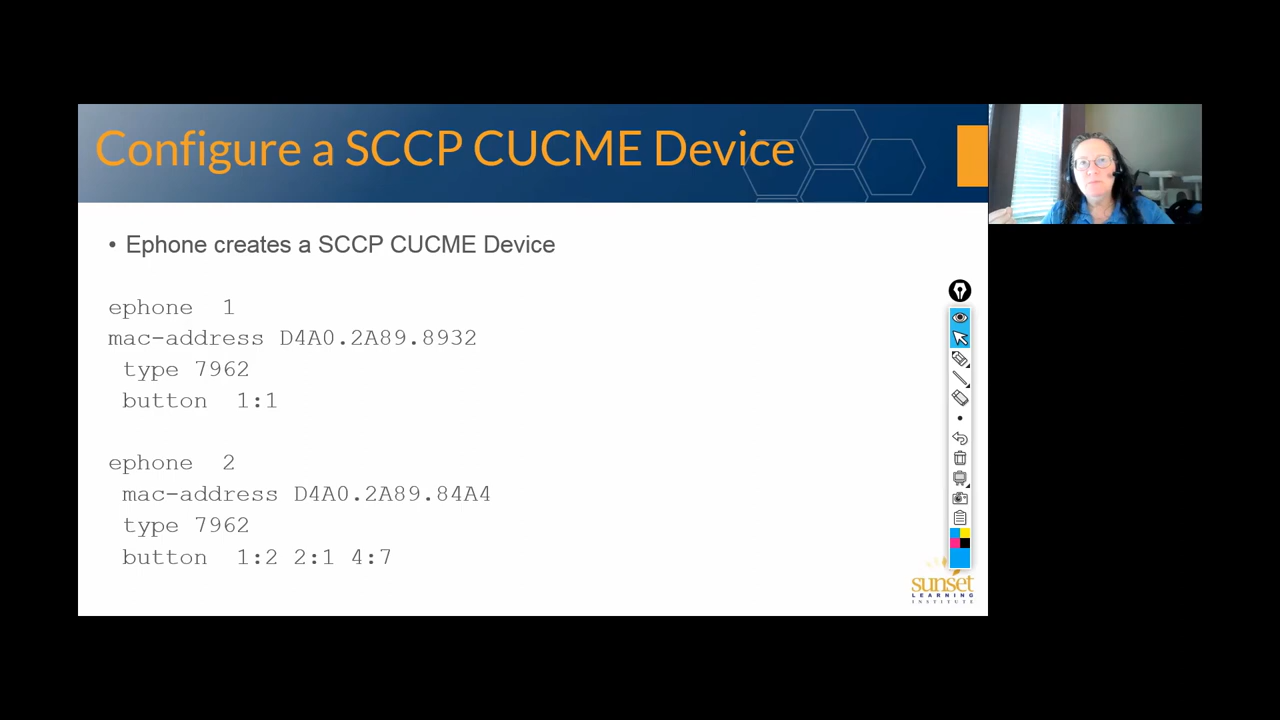 Configure a SCCP CUCME Device
• Ephone creates a SCCP CUCME Device
ephone 1
mac-address D4A0.2A89.8932
type 7962
button 1:1
ephone 2
mac-address D4A0.2A89.84A4
type 7962
button 1:2 2:1 4:7
sunset
LEARNING
INSTITUTE